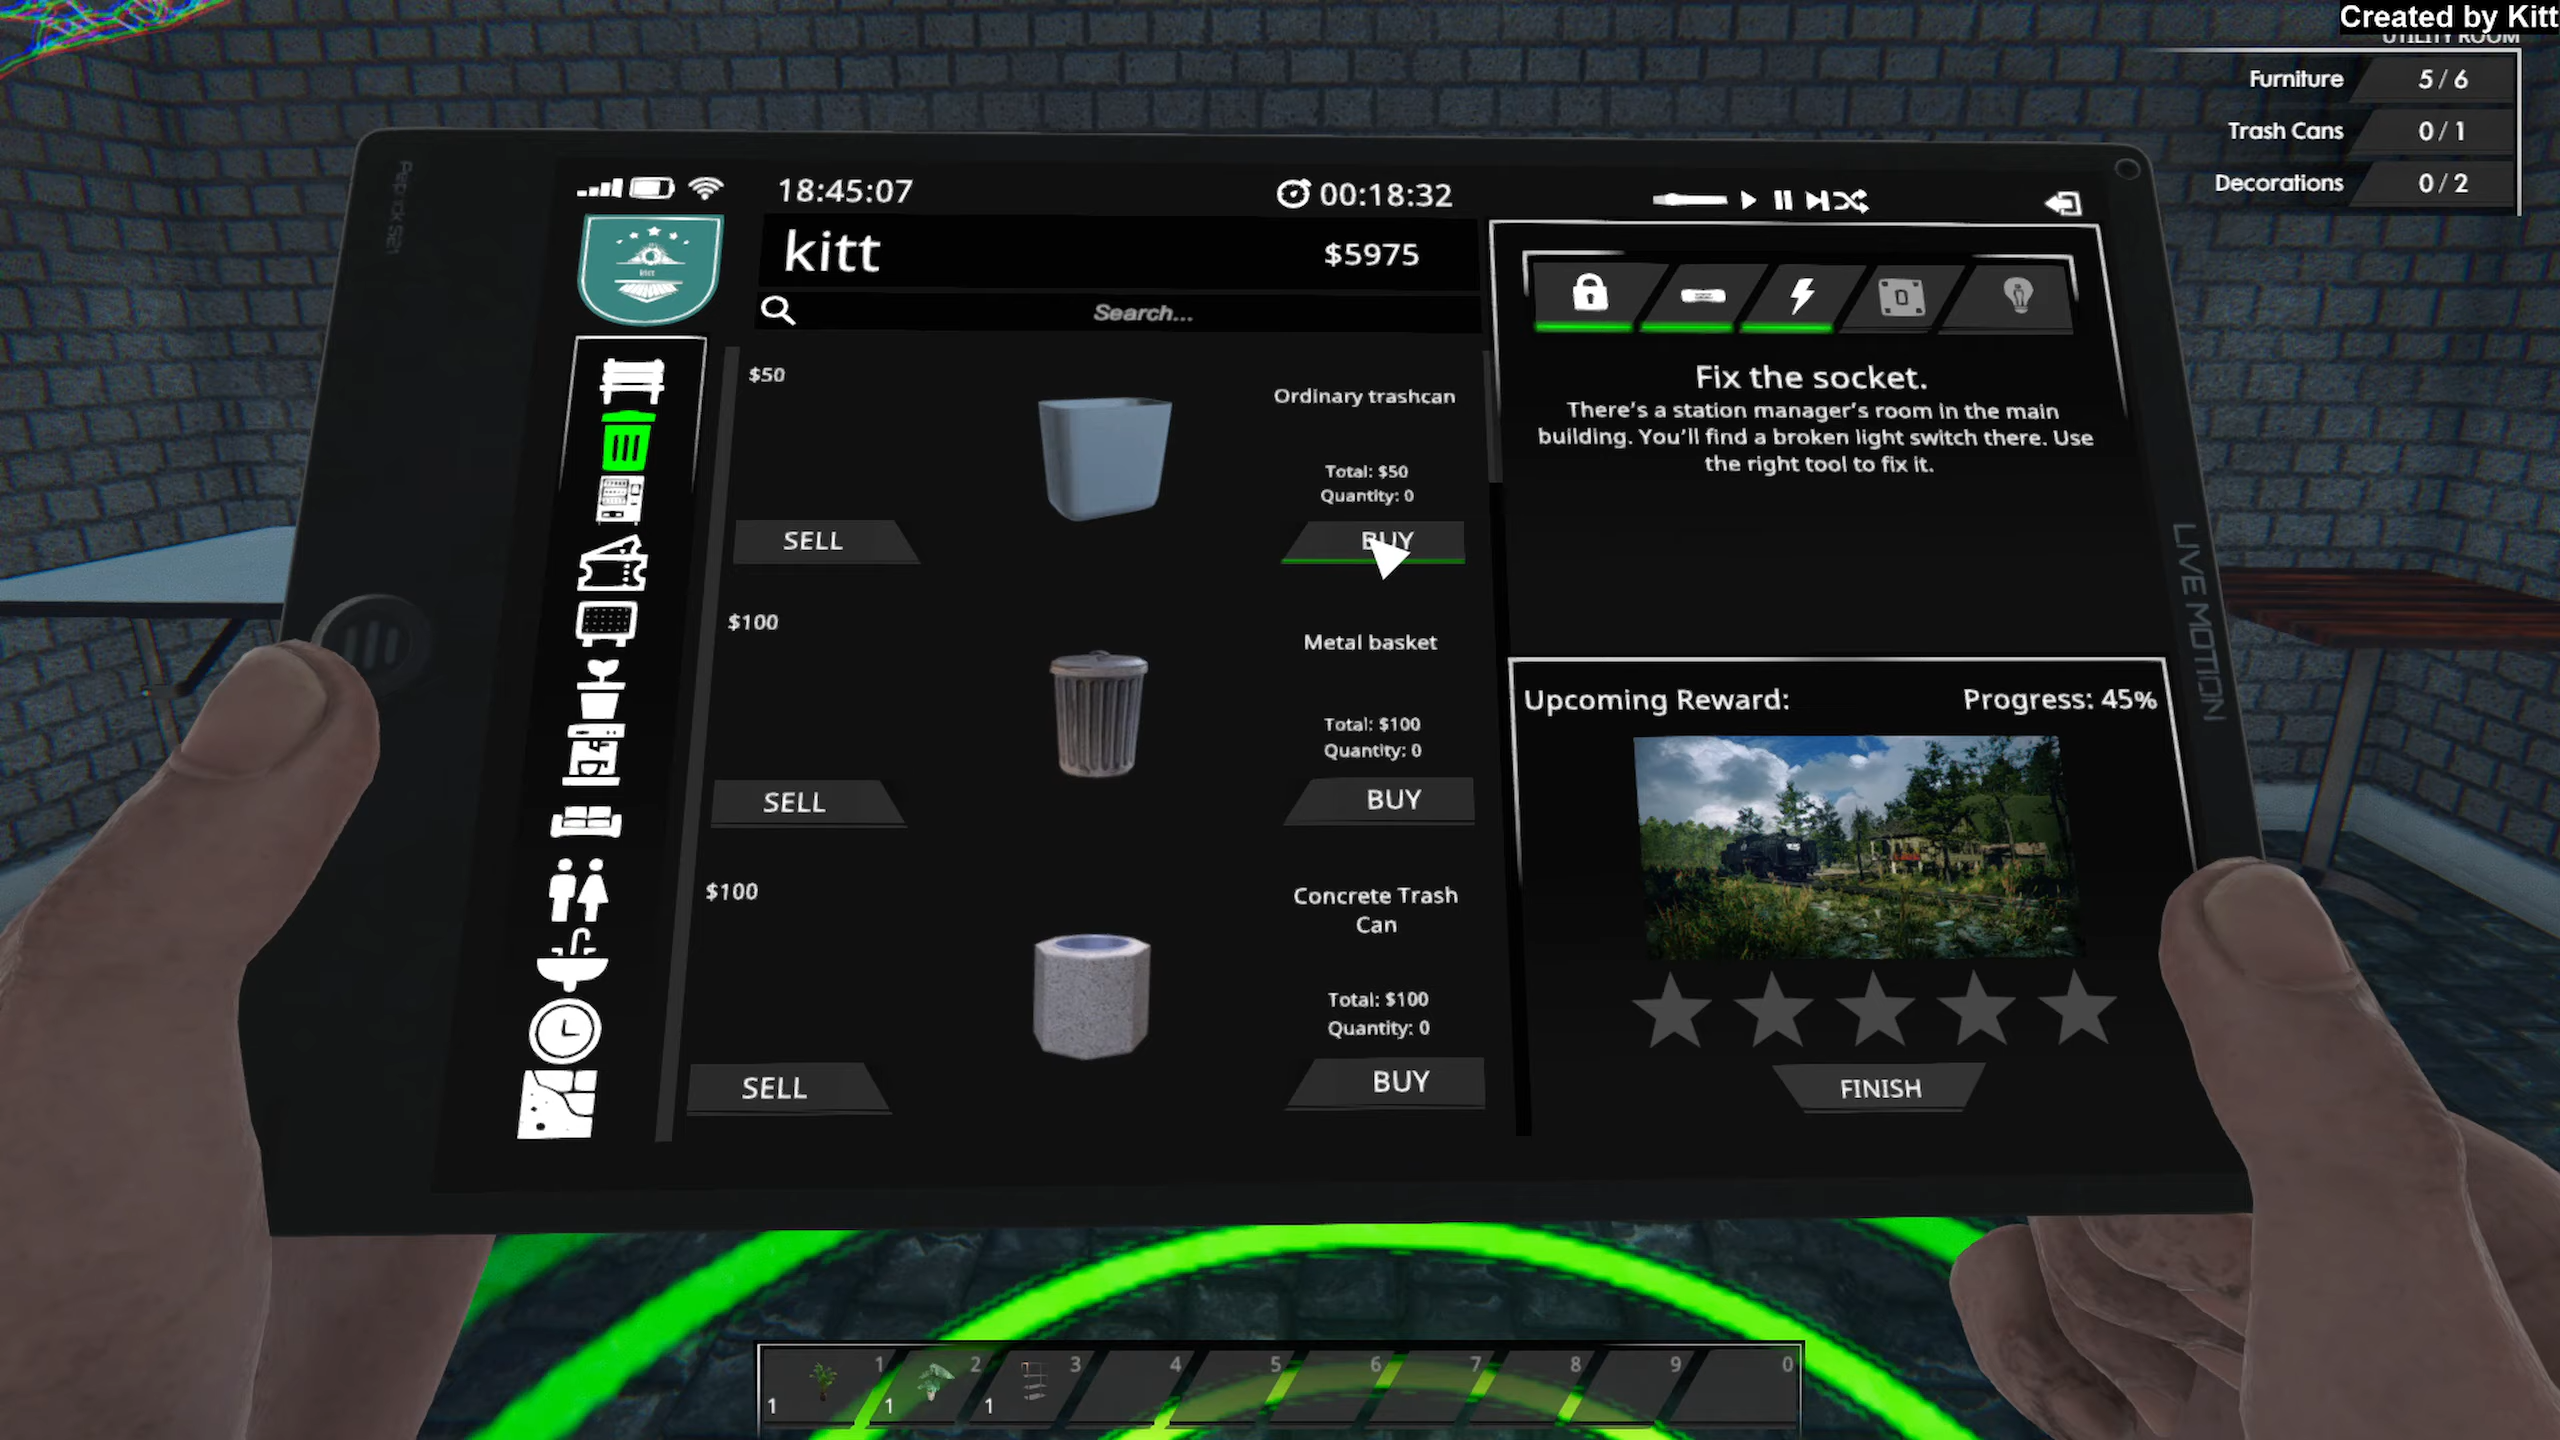 Created by Kitt
UTILITY ROOM
Furniture 5 / 6
Trash Cans 0 / 1
Decorations 0 / 2
18:45:07
00:18:32
kitt
$5975
Search...
$50
Ordinary trashcan
Total: $50
Quantity: 0
SELL
BUY
$100
Metal basket
Total: $100
Quantity: 0
SELL
BUY
$100
Concrete Trash
Can
Total: $100
Quantity: 0
SELL
BUY
Fix the socket.
There's a station manager's room in the main
building. You'll find a broken light switch there. Use
the right tool to fix it.
Upcoming Reward:
Progress: 45%
FINISH
LIVE MOTION
1 2 3 4 5 6 7 8 9 0
1 1 1